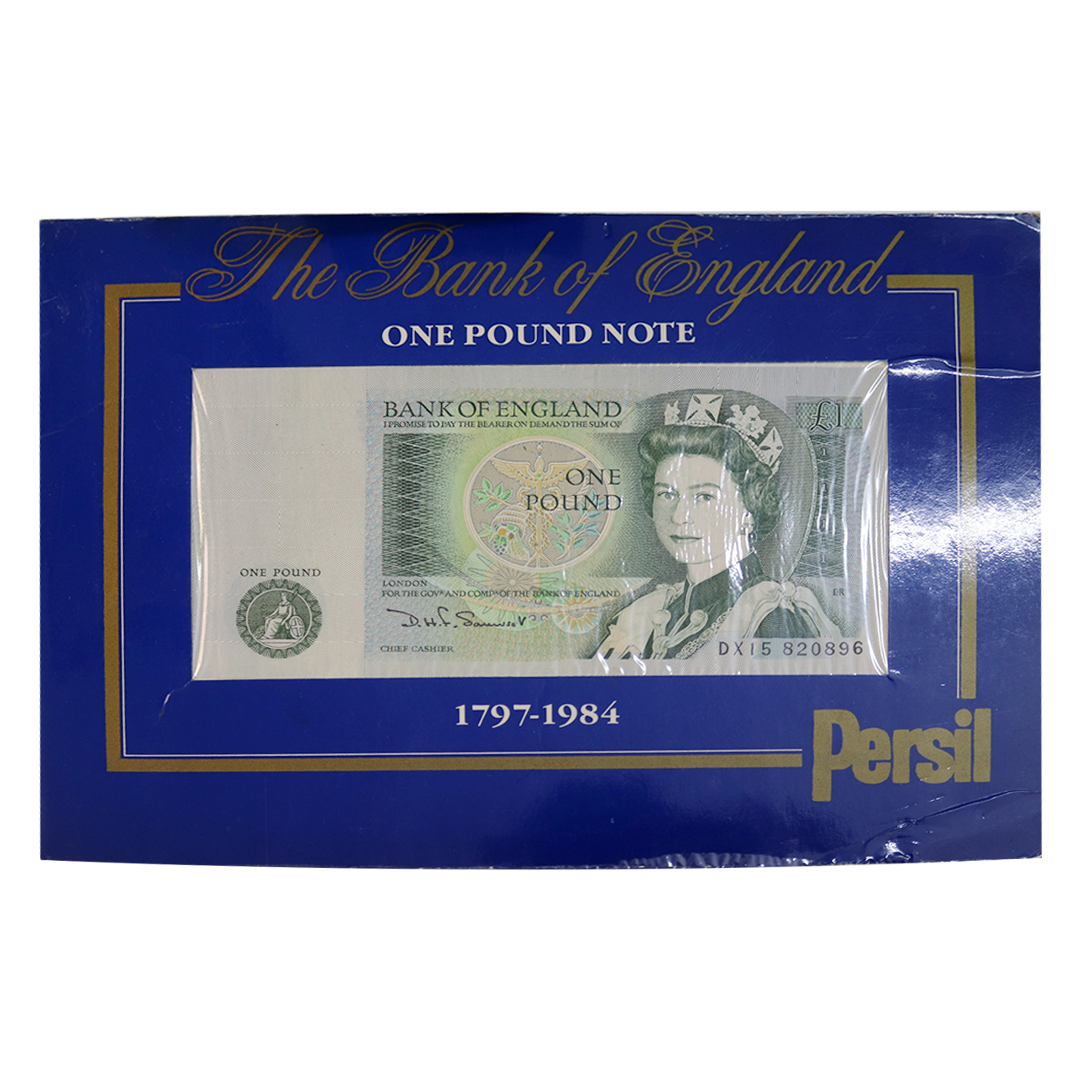 The Bank of England
ONE POUND NOTE
BANK OF ENGLAND
I PROMISE TO PAY THE BEARER ON DEMAND THE SUM OF
£1
ONE
POUND
ONE POUND
LONDON
FOR THE GOVR AND COMPA OF THE BANK OF ENGLAND
ER
CHIEF CASHIER
DX15 820896
1797-1984
Persil